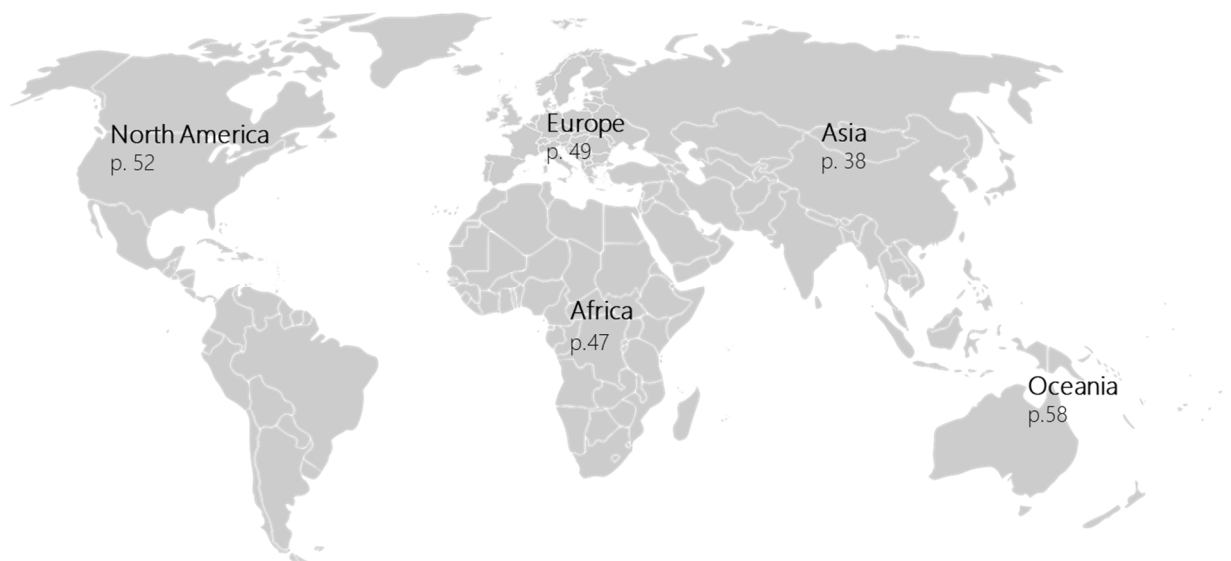 North America
p. 52
Europe
p. 49
Asia
p. 38
Africa
p.47
Oceania
p.58